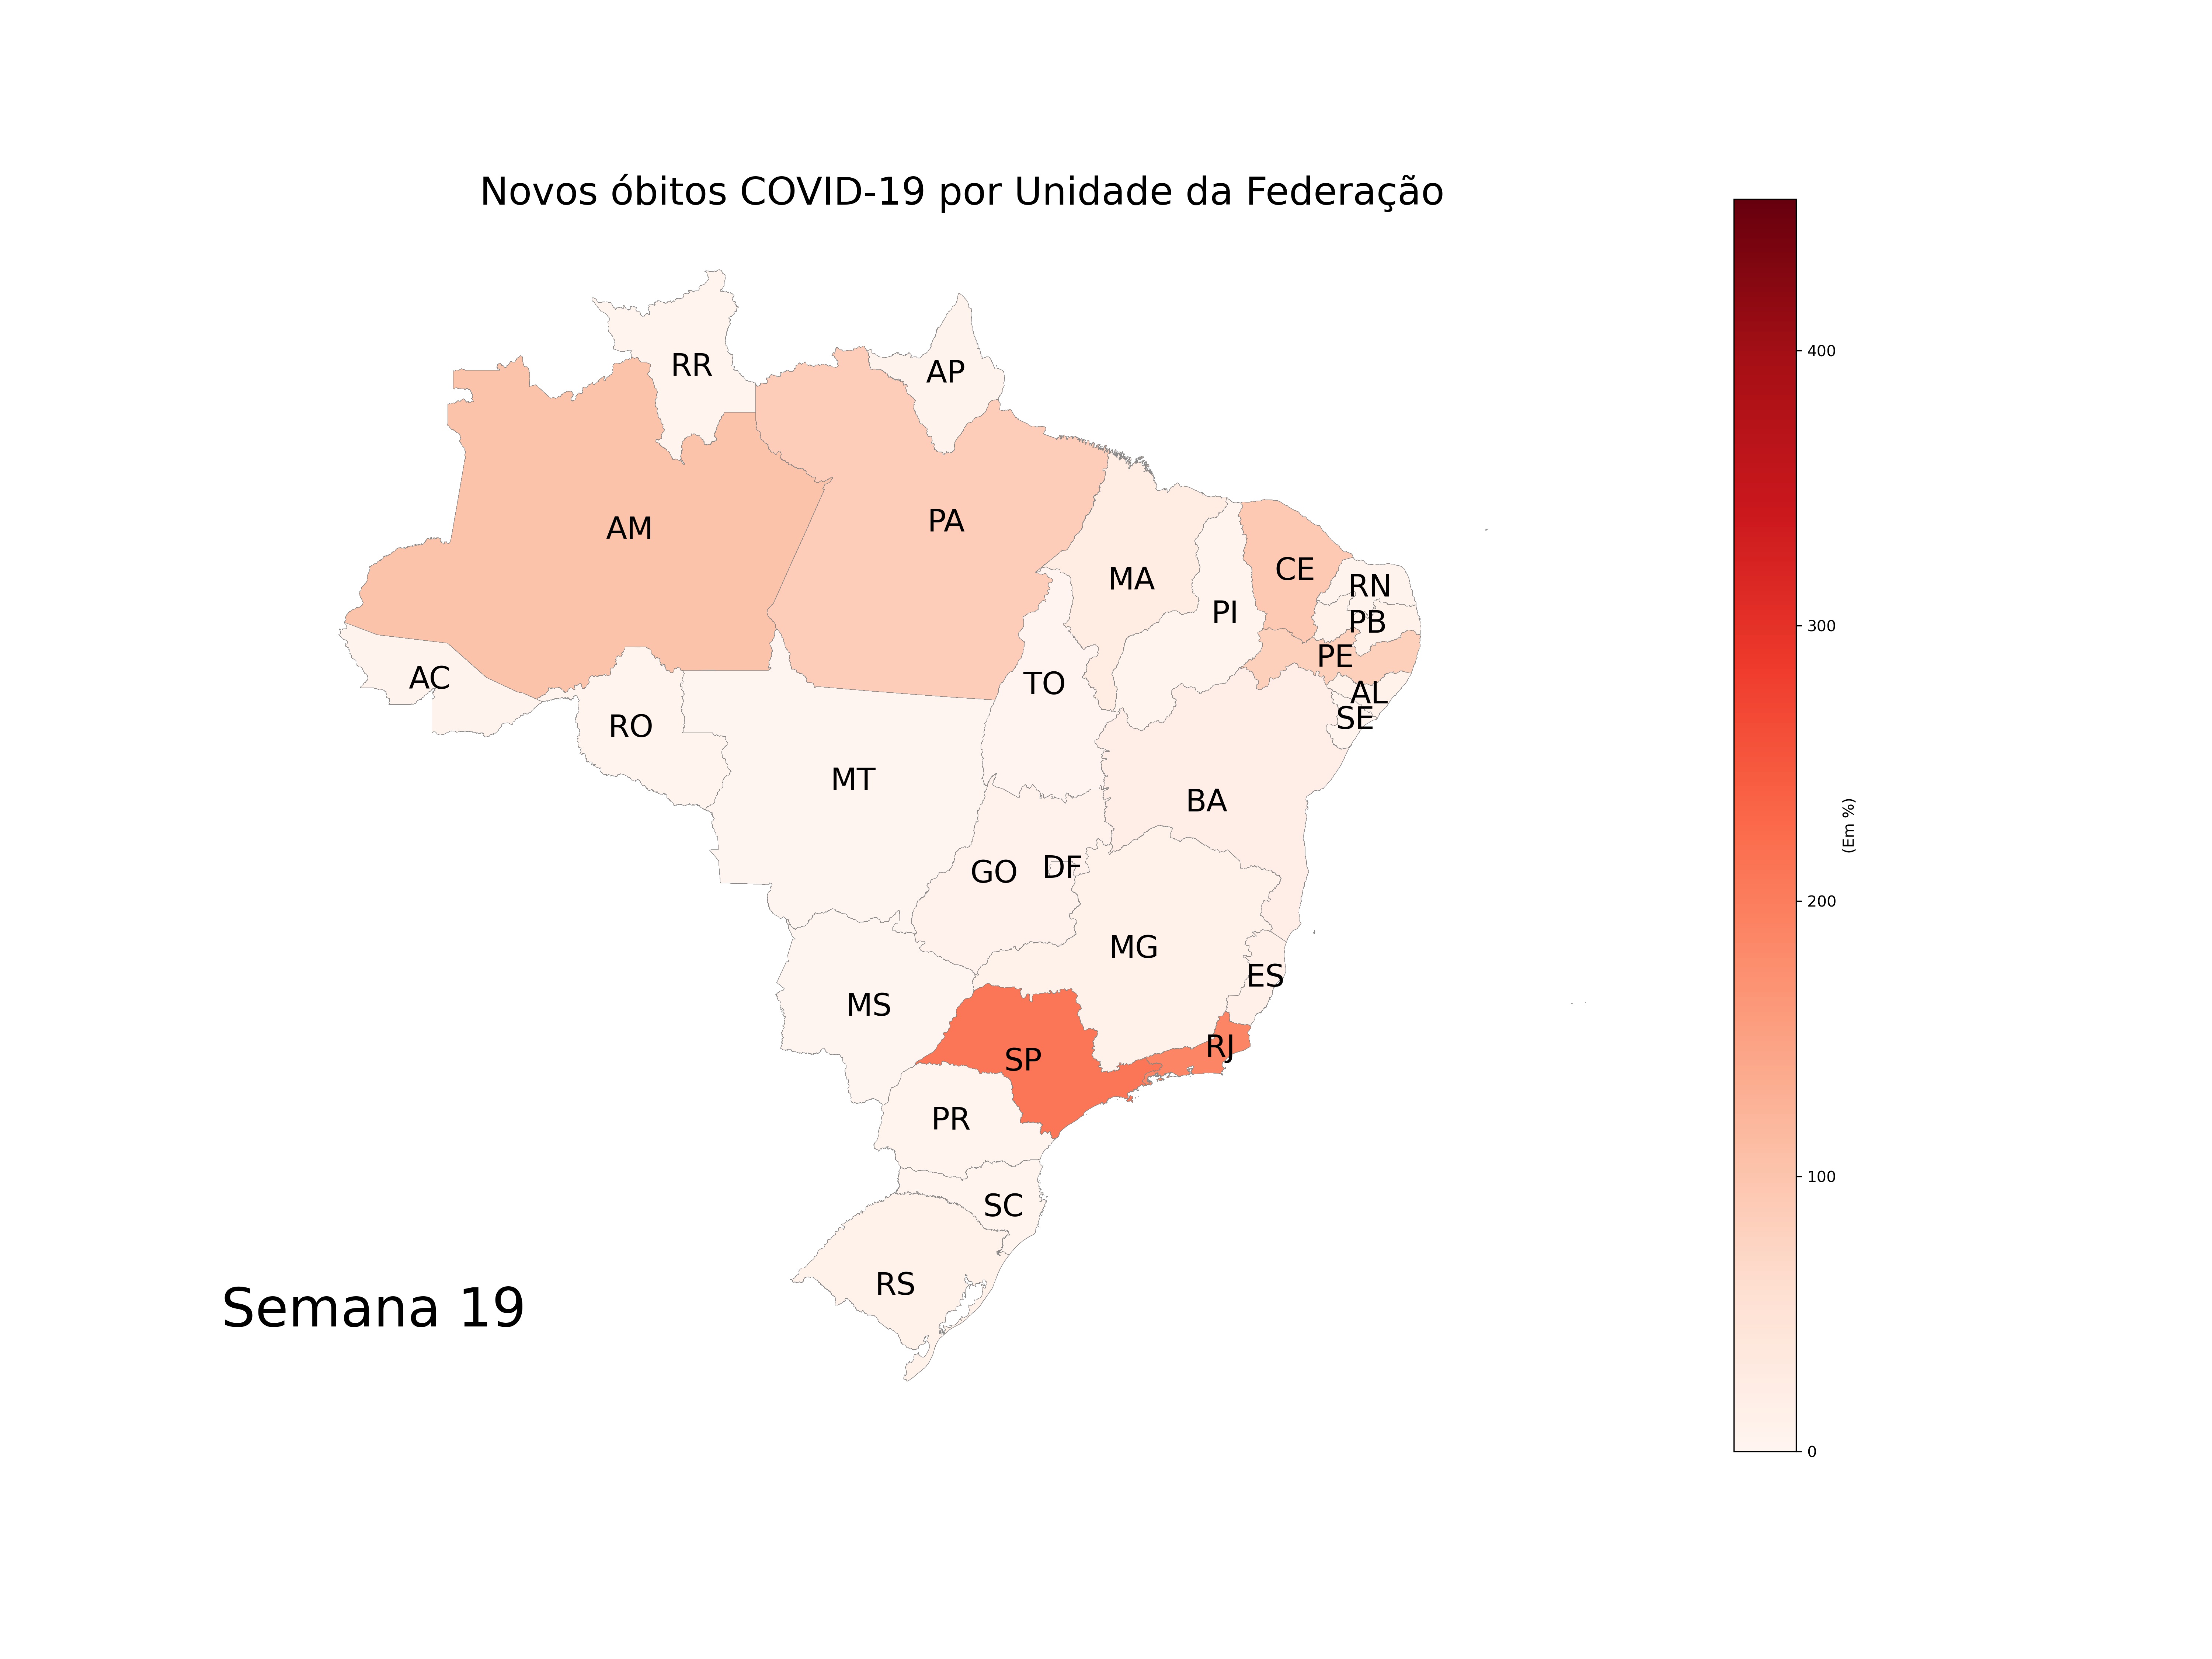 Novos óbitos COVID-19 por Unidade da Federação
RR
AP
AM
PA
MA
CE
RN
PI
PB
PE
AC
TO
AL
SE
RO
MT
BA
GO
DF
MG
ES
MS
SP
RJ
PR
SC
RS
Semana 19
400
300
200
100
0
(Em %)